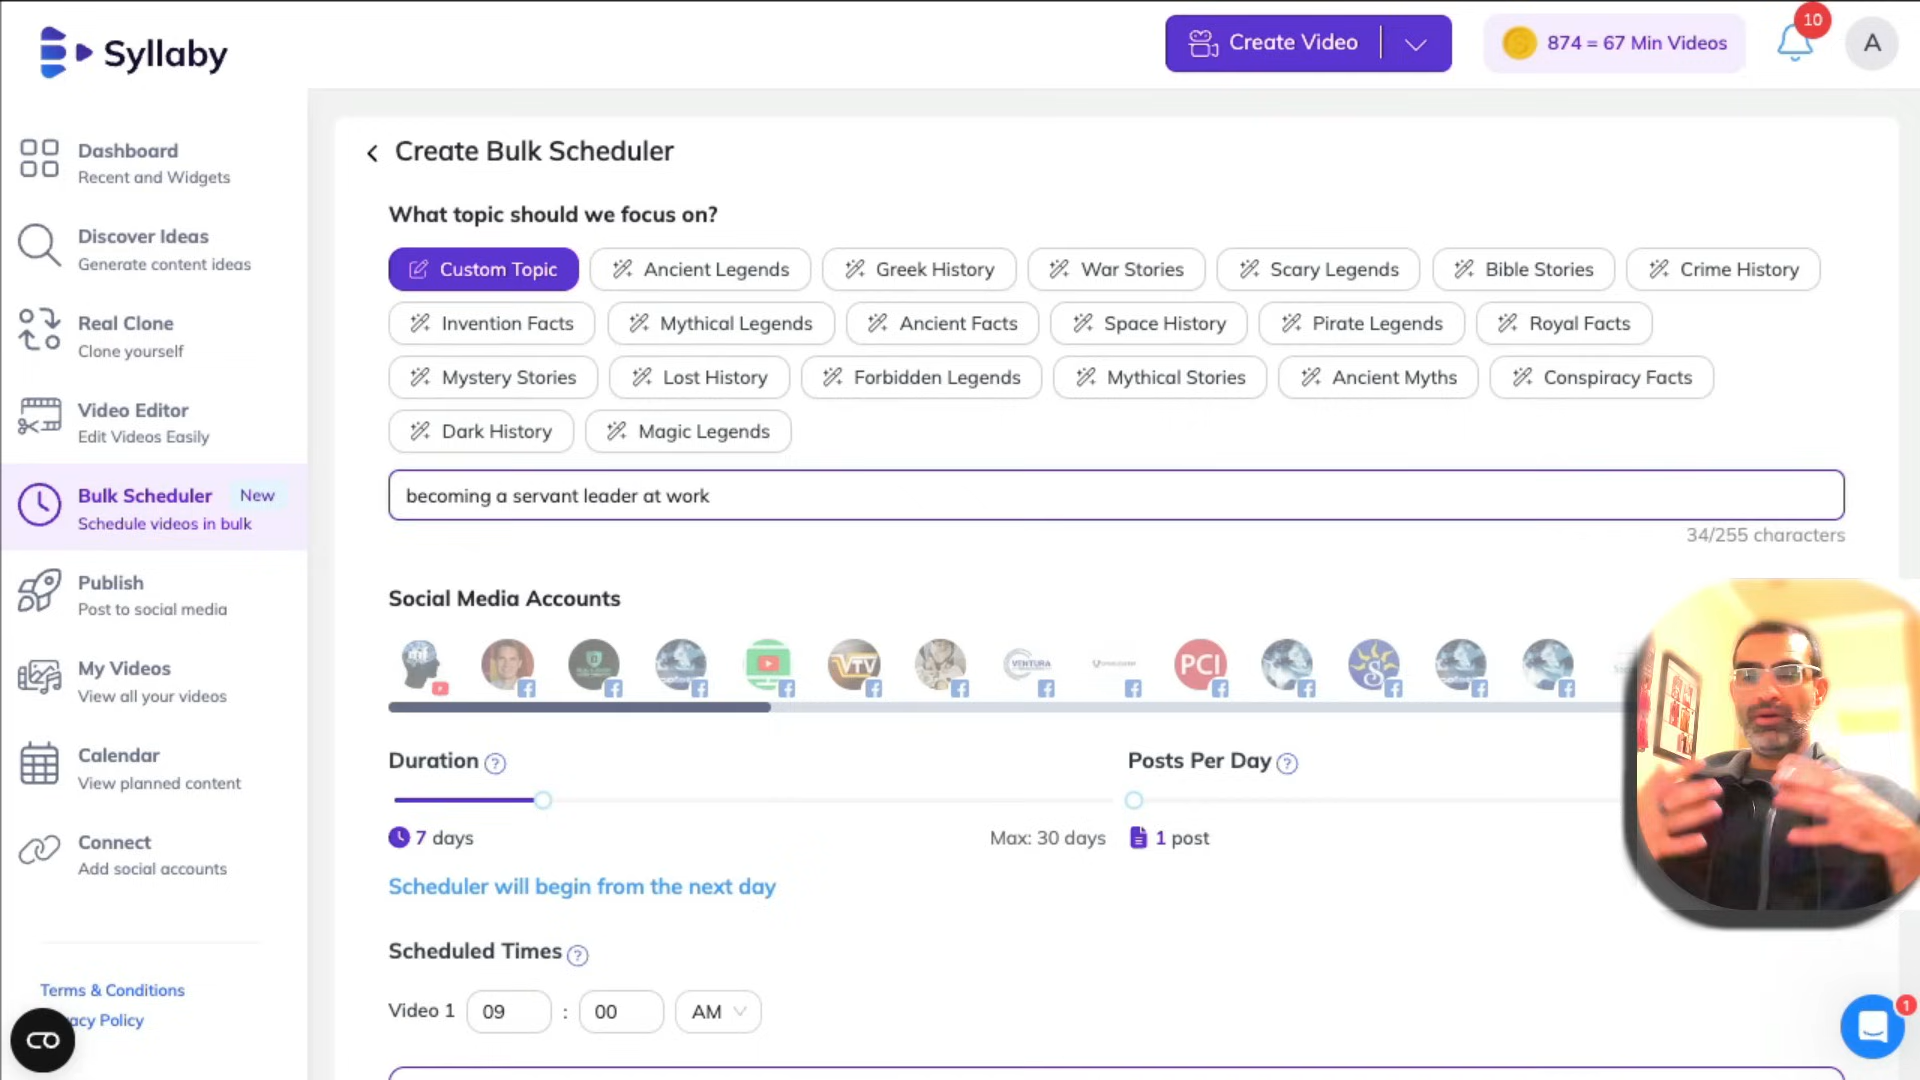 Syllaby
Create Video
874 = 67 Min Videos
10
A
Dashboard
Recent and Widgets
Discover Ideas
Generate content ideas
Real Clone
Clone yourself
Video Editor
Edit Videos Easily
Bulk Scheduler New
Schedule videos in bulk
Publish
Post to social media
My Videos
View all your videos
Calendar
View planned content
Connect
Add social accounts
Terms & Conditions
acy Policy
Create Bulk Scheduler
What topic should we focus on?
Custom Topic Ancient Legends Greek History War Stories Scary Legends Bible Stories Crime History
Invention Facts Mythical Legends Ancient Facts Space History Pirate Legends Royal Facts
Mystery Stories Lost History Forbidden Legends Mythical Stories Ancient Myths Conspiracy Facts
Dark History Magic Legends
becoming a servant leader at work
34/255 characters
Social Media Accounts
VTV VENTURA PCI S
Duration ? Posts Per Day ?
7 days Max: 30 days 1 post
Scheduler will begin from the next day
Scheduled Times ?
Video 1 09 : 00 AM
1